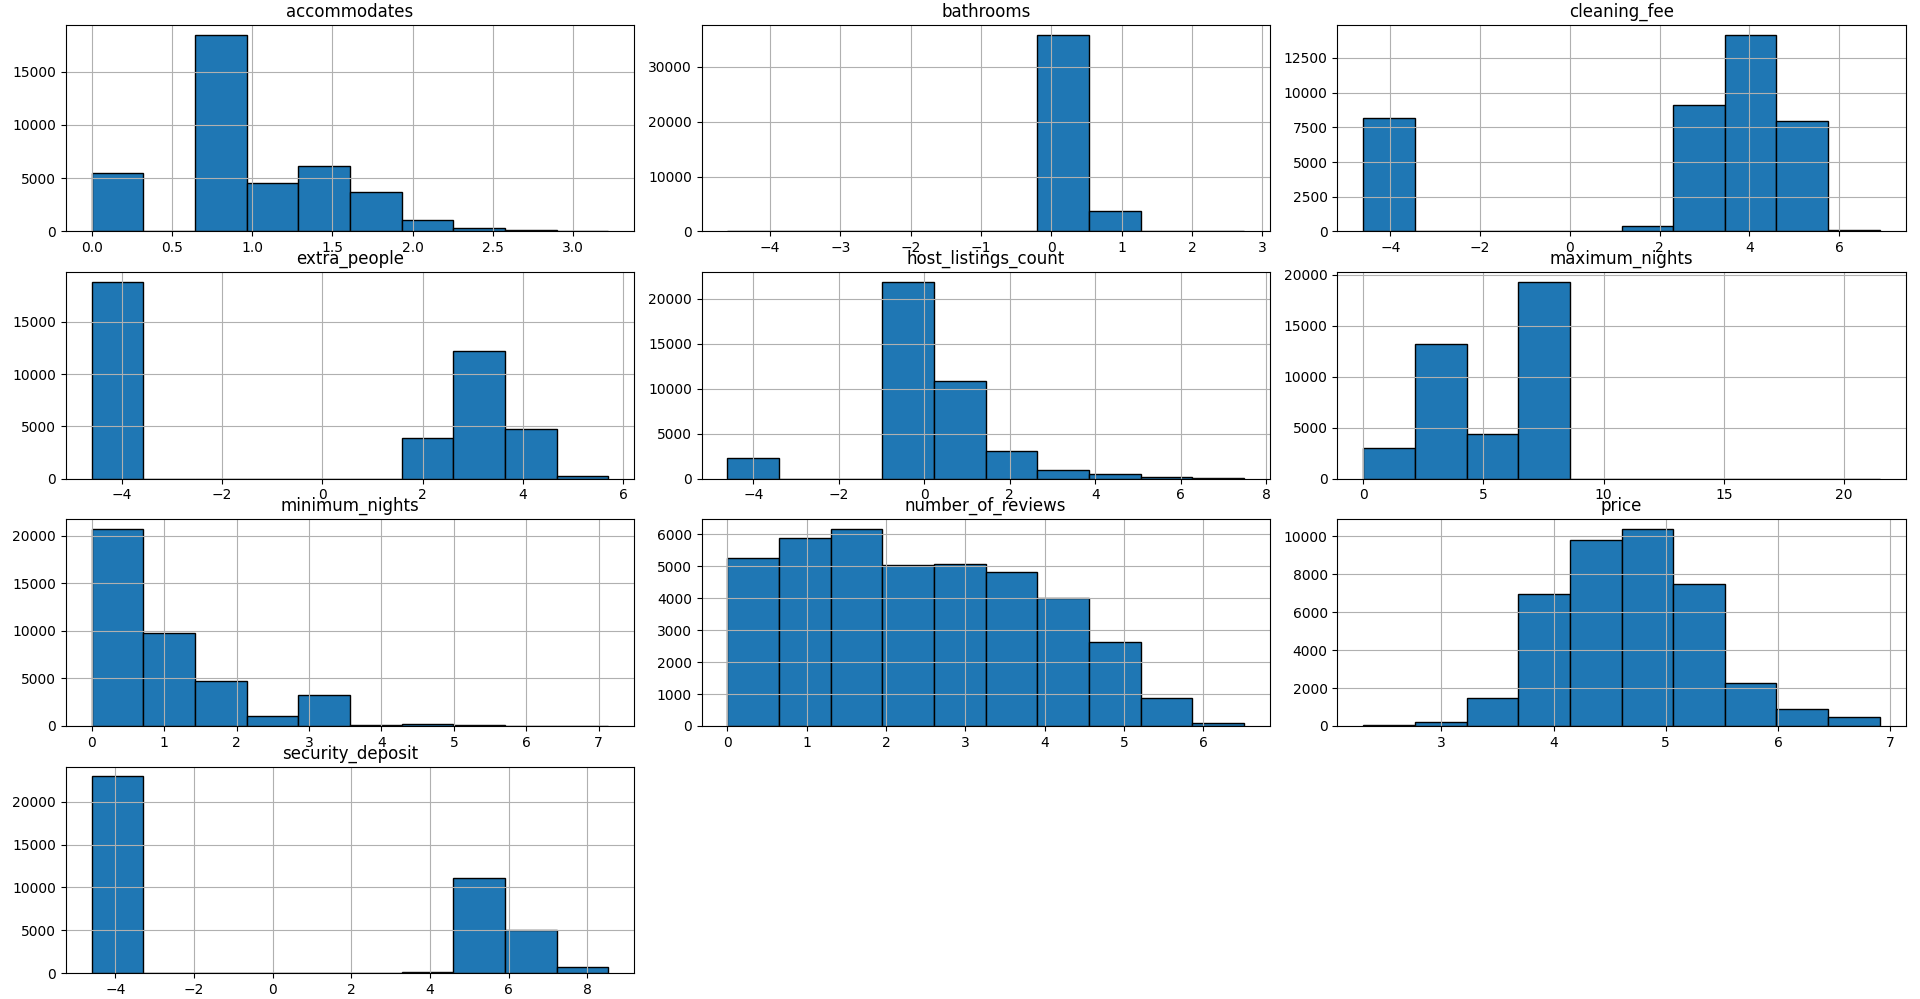 accommodates
15000
10000
5000
0
0.0 0.5 1.0 1.5 2.0 2.5 3.0
bathrooms
30000
20000
10000
0
−4 −3 −2 −1 0 1 2 3
cleaning_fee
12500
10000
7500
5000
2500
0
−4 −2 0 2 4 6
extra_people
15000
10000
5000
0
−4 −2 0 2 4 6
host_listings_count
20000
15000
10000
5000
0
−4 −2 0 2 4 6 8
maximum_nights
20000
15000
10000
5000
0
0 5 10 15 20
minimum_nights
20000
15000
10000
5000
0
0 1 2 3 4 5 6 7
number_of_reviews
6000
5000
4000
3000
2000
1000
0
0 1 2 3 4 5 6
price
10000
8000
6000
4000
2000
0
3 4 5 6 7
security_deposit
20000
15000
10000
5000
0
−4 −2 0 2 4 6 8